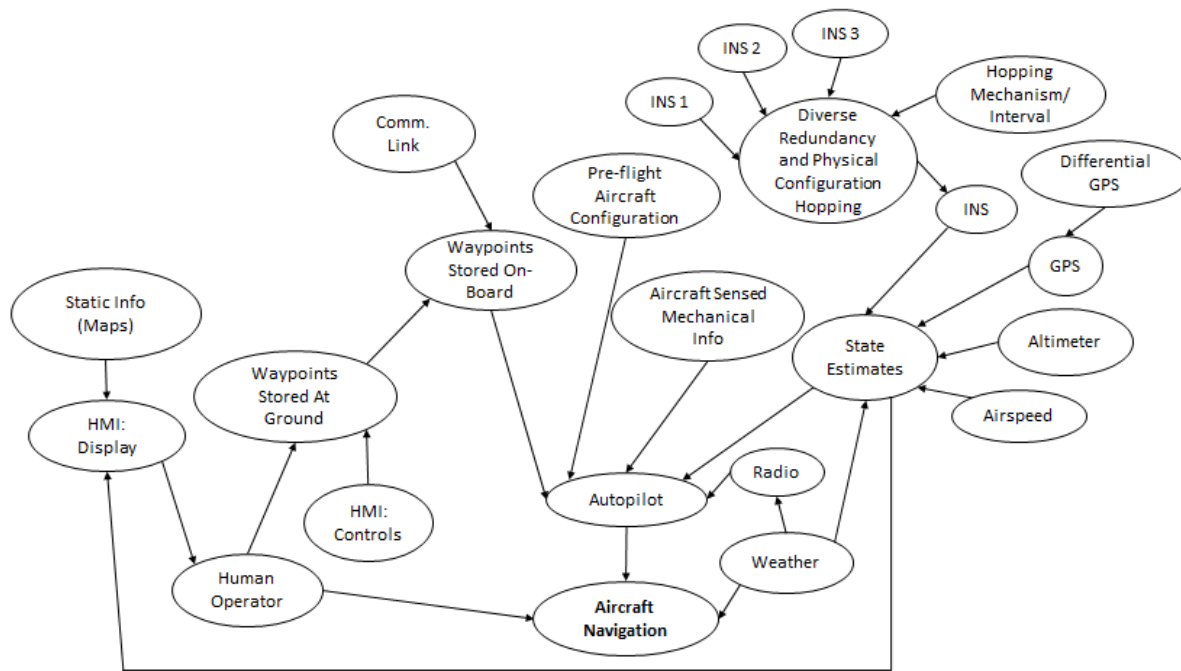 INS 3
INS 2
INS 1
Hopping
Mechanism/
Interval
Comm.
Link
Diverse
Redundancy
and Physical
Configuration
Hopping
Differential
GPS
Pre-flight
Aircraft
Configuration
INS
Waypoints
Stored On-
Board
GPS
Static Info
(Maps)
Aircraft Sensed
Mechanical
Info
State
Estimates
Altimeter
Waypoints
Stored At
Ground
Airspeed
HMI:
Display
Radio
Autopilot
HMI:
Controls
Weather
Human
Operator
Aircraft
Navigation